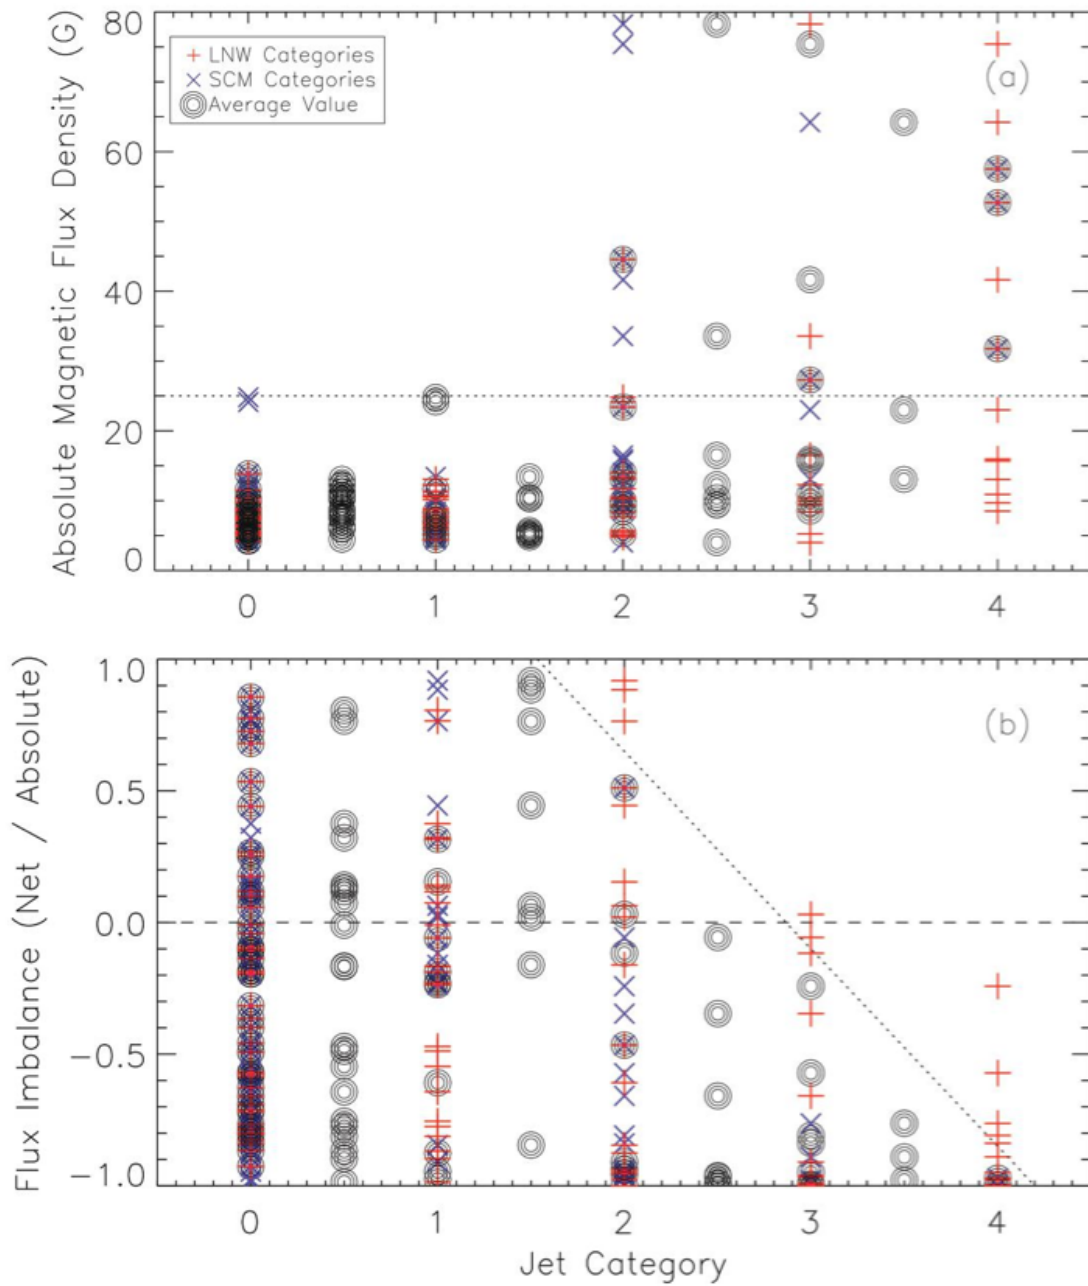 Absolute Magnetic Flux Density (G)
80
60
40
20
0
+ LNW Categories
× SCM Categories
Average Value
(a)
0 1 2 3 4
Flux Imbalance (Net / Absolute)
1.0
0.5
0.0
−0.5
−1.0
(b)
0 1 2 3 4
Jet Category